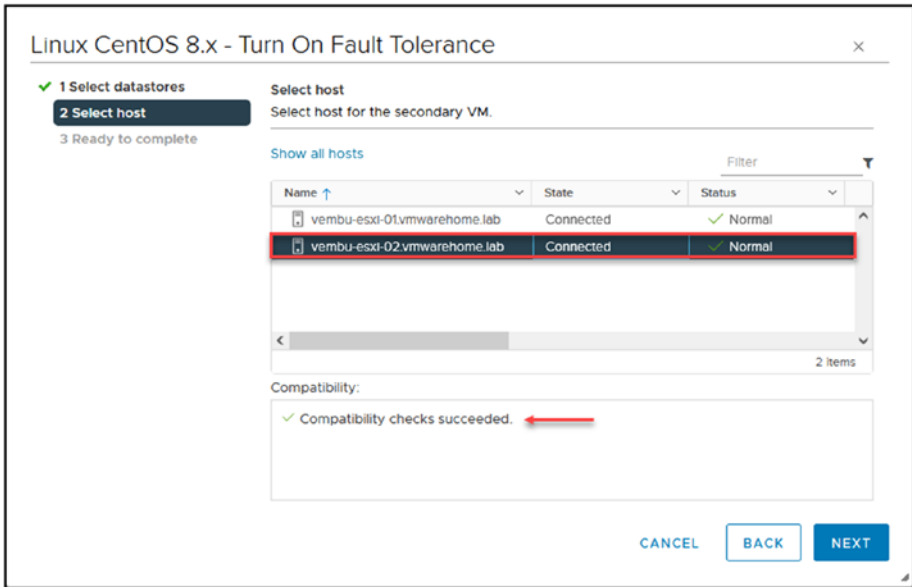 Linux CentOS 8.x - Turn On Fault Tolerance
1 Select datastores
2 Select host
3 Ready to complete
Select host
Select host for the secondary VM.
Show all hosts
Filter
Name State Status
vembu-esxi-01.vmwarehome.lab Connected Normal
vembu-esxi-02.vmwarehome.lab Connected Normal
2 items
Compatibility:
Compatibility checks succeeded.
CANCEL BACK NEXT